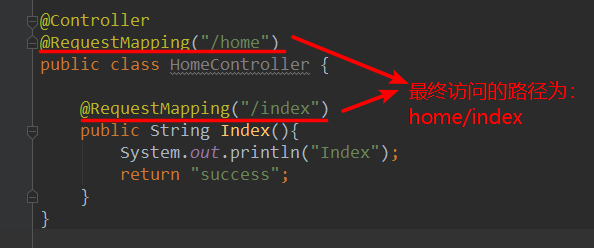 @Controller
@RequestMapping("/home")
public class HomeController {
@RequestMapping("/index")
public String Index(){
System.out.println("Index");
return "success";
}
}
最终访问的路径为:
home/index